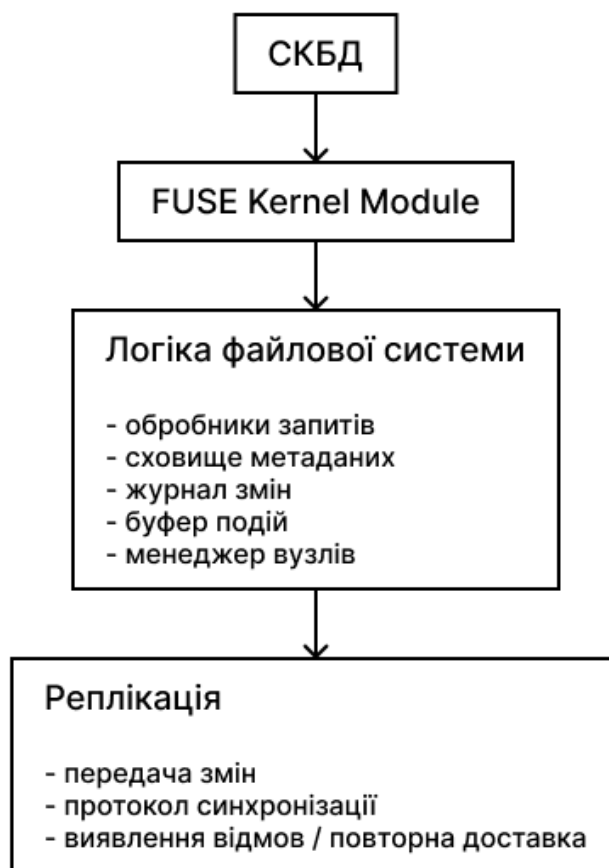 СКБД
FUSE Kernel Module
Логіка файлової системи
- обробники запитів
- сховище метаданих
- журнал змін
- буфер подій
- менеджер вузлів
Реплікація
- передача змін
- протокол синхронізації
- виявлення відмов / повторна доставка